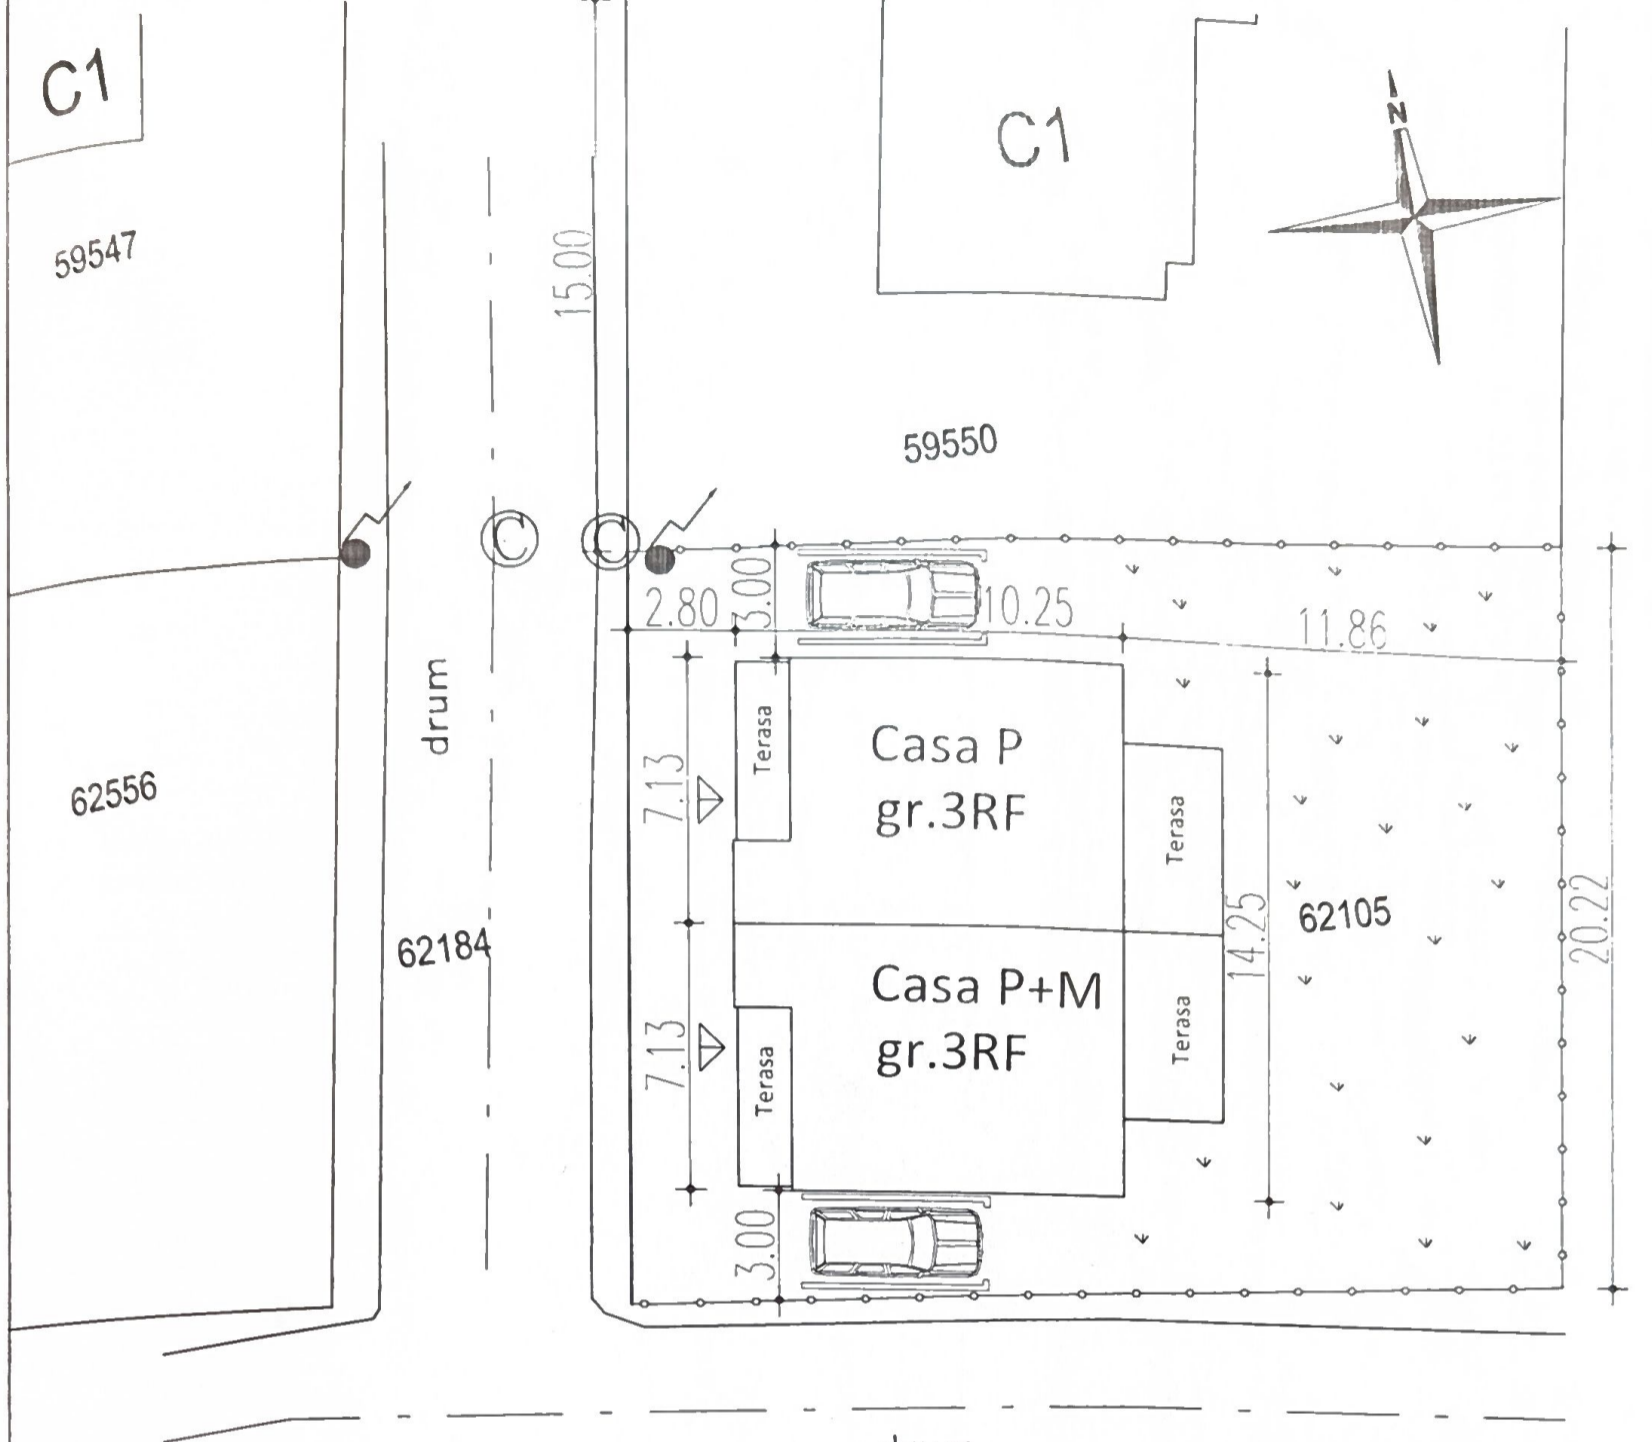 C1
C1
N
59547
15.00
59550
C
C
2.80
3.00
10.25
11.86
drum
7.13
Terasa
Casa P
gr.3RF
Terasa
62556
62105
14.25
20.22
62184
Casa P+M
gr.3RF
7.13
Terasa
Terasa
3.00